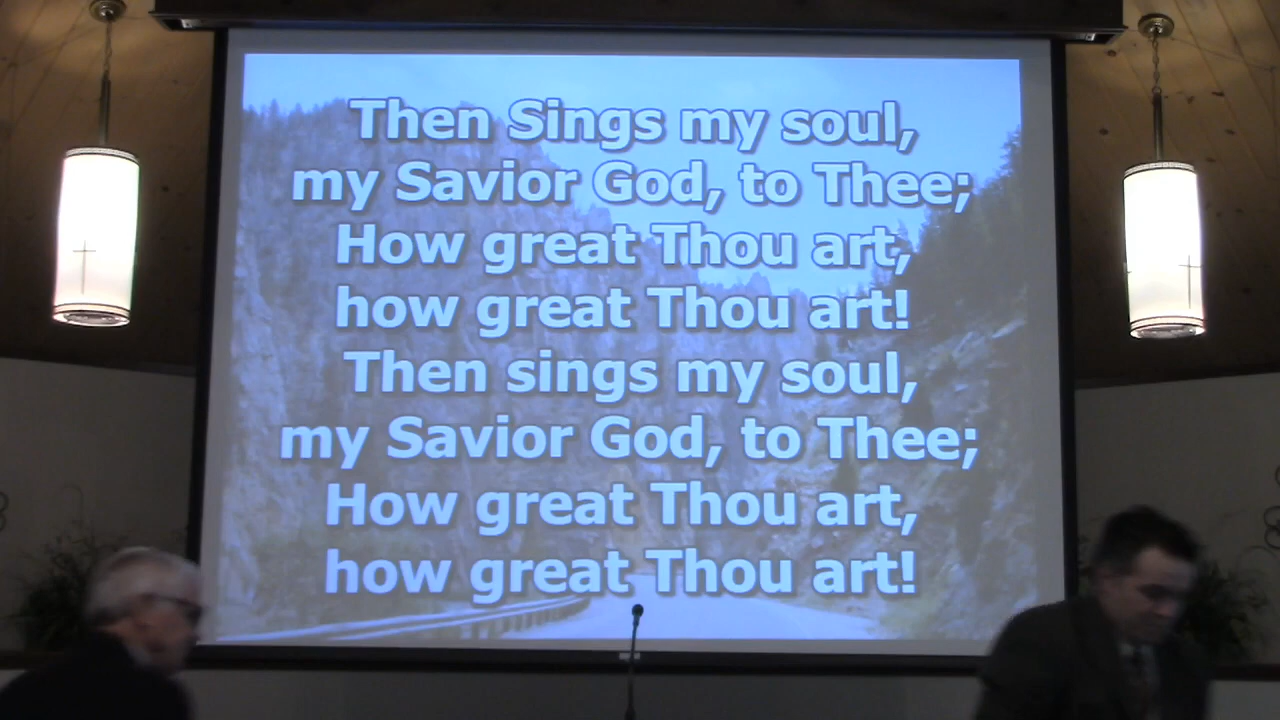 Then Sings my soul,
my Savior God, to Thee;
How great Thou art,
how great Thou art!
Then sings my soul,
my Savior God, to Thee;
How great Thou art,
how great Thou art!